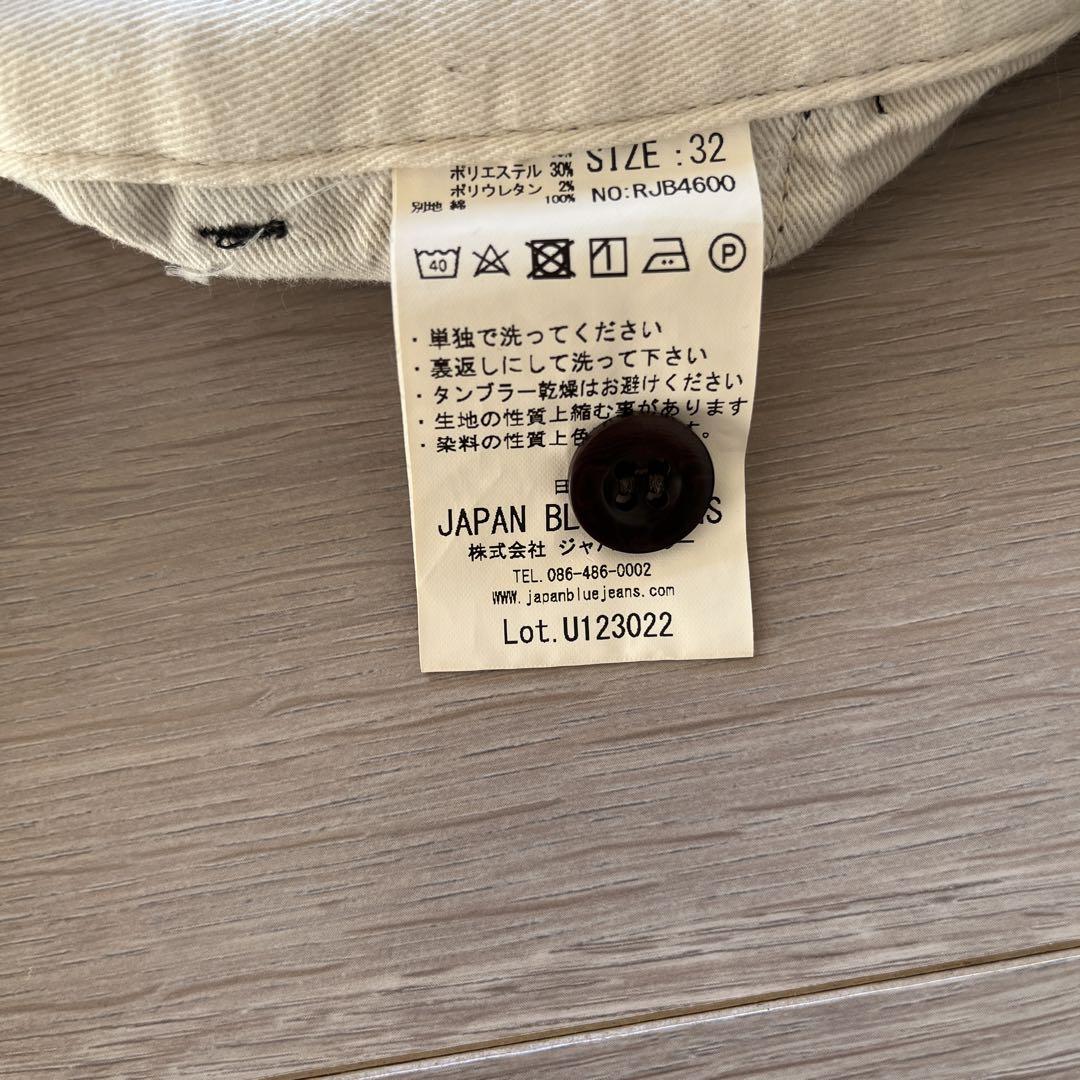 SIZE : 32
ポリエステル 30%
ポリウレタン 2%
別地 綿 100%
NO:RJB4600
40
P
・単独で洗ってください
・裏返しにして洗って下さい
・タンブラー乾燥はお避けください
・生地の性質上縮む事があります
・染料の性質上色
JAPAN
株式会社
TEL. 086-486-0002
WWW. japanbluejeans. com
Lot. U123022